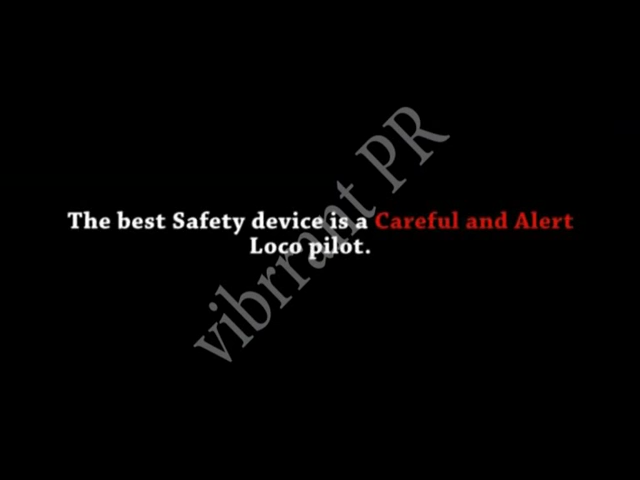 The best Safety device is a Careful and Alert
Loco pilot.
vibrrant PR